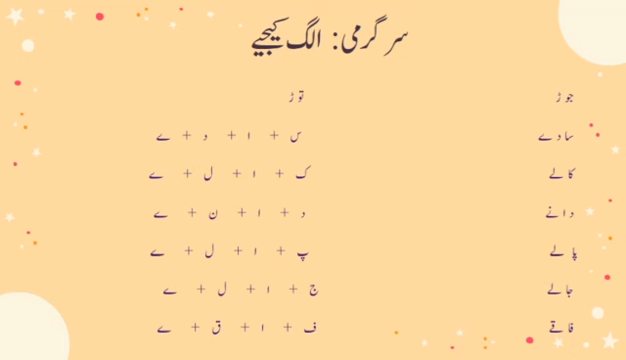 سرگرمی: الگ کیجیے
جوڑ توڑ
سادے س + ا + د + ے
کالے ک + ا + ل + ے
دانے د + ا + ن + ے
پالے پ + ا + ل + ے
جالے ج + ا + ل + ے
فاقے ف + ا + ق + ے